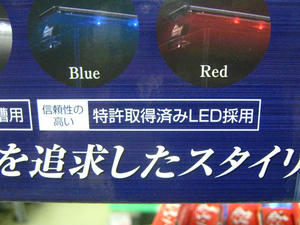 Blue
Red
槽用
信頼性の
高い
特許取得済みLED採用
を追求したスタイリ